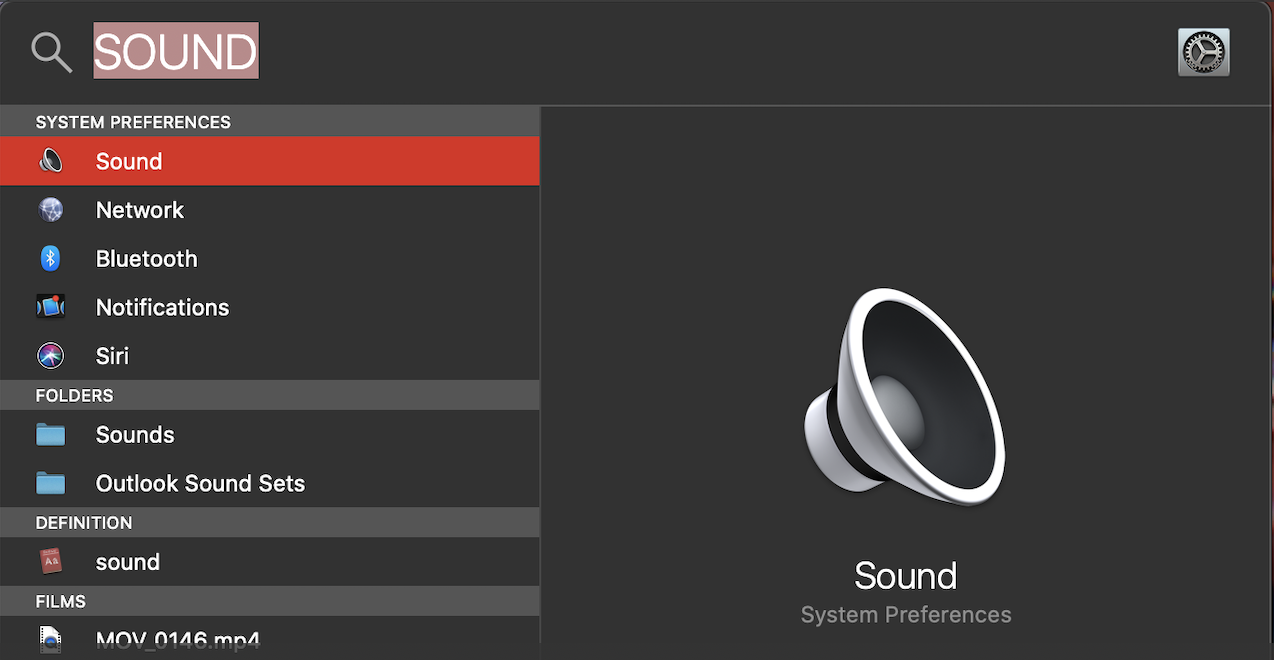 SOUND
SYSTEM PREFERENCES
Sound
Network
Bluetooth
Notifications
Siri
FOLDERS
Sounds
Outlook Sound Sets
DEFINITION
Aa
sound
FILMS
MOV_0146.mp4
Sound
System Preferences